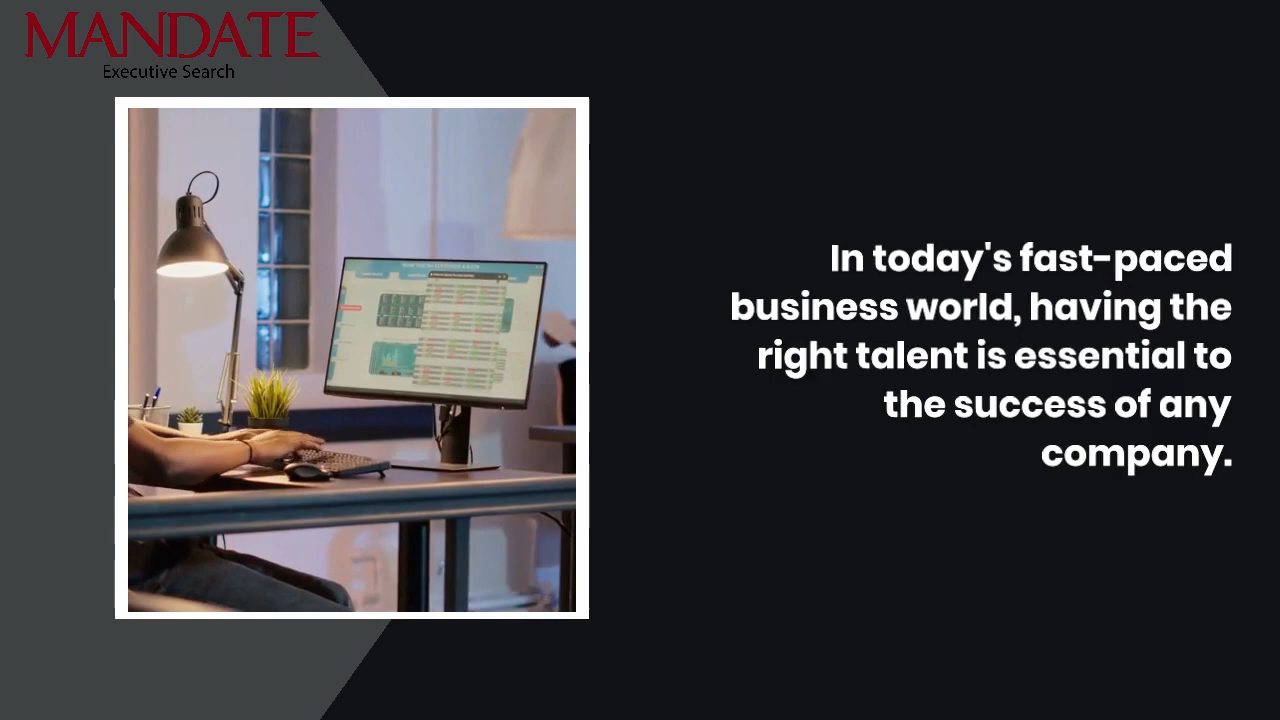 MANDATE
Executive Search
In today's fast-paced
business world, having the
right talent is essential to
the success of any
company.